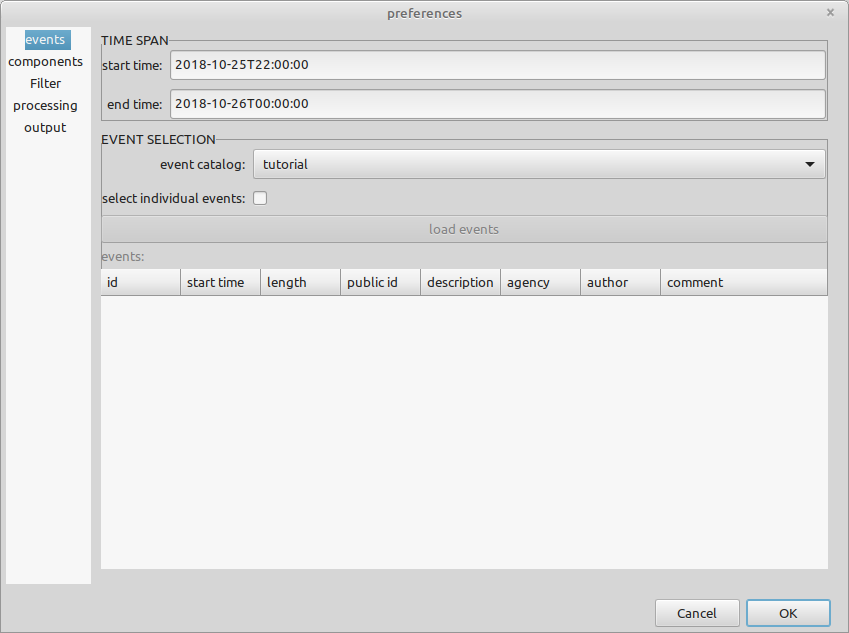 preferences ×
events
components
Filter
processing
output
TIME SPAN
start time: 2018-10-25T22:00:00
end time: 2018-10-26T00:00:00
EVENT SELECTION
event catalog: tutorial
select individual events:
load events
events:
id start time length public id description agency author comment
Cancel OK